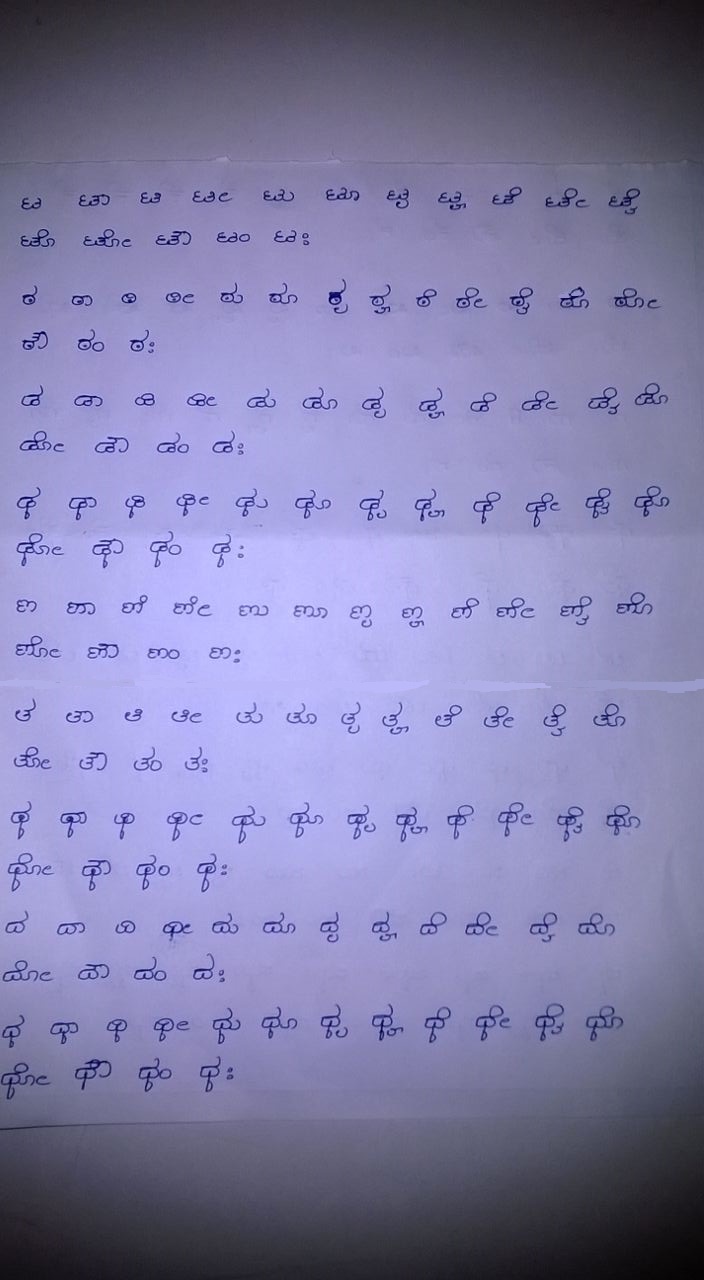 ಟ ಟಾ ಟಿ ಟೀ ಟು ಟೂ ಟೃ ಟೄ ಟೆ ಟೇ ಟೈ
ಟೊ ಟೋ ಟೌ ಟಂ ಟಃ
ಠ ಠಾ ಠಿ ಠೀ ಠು ಠೂ ಠೃ ಠೄ ಠೆ ಠೇ ಠೈ ಠೊ ಠೋ
ಠೌ ಠಂ ಠಃ
ಡ ಡಾ ಡಿ ಡೀ ಡು ಡೂ ಡೃ ಡೄ ಡೆ ಡೇ ಡೈ ಡೊ
ಡೋ ಡೌ ಡಂ ಡಃ
ಢ ಢಾ ಢಿ ಢೀ ಢು ಢೂ ಢೃ ಢೄ ಢೆ ಢೇ ಢೈ ಢೊ
ಢೋ ಢೌ ಢಂ ಢಃ
ಣ ಣಾ ಣಿ ಣೀ ಣು ಣೂ ಣೃ ಣೄ ಣೆ ಣೇ ಣೈ ಣೊ
ಣೋ ಣೌ ಣಂ ಣಃ
ತ ತಾ ತಿ ತೀ ತು ತೂ ತೃ ತೄ ತೆ ತೇ ತೈ ತೊ
ತೋ ತೌ ತಂ ತಃ
ಥ ಥಾ ಥಿ ಥೀ ಥು ಥೂ ಥೃ ಥೄ ಥೆ ಥೇ ಥೈ ಥೊ
ಥೋ ಥೌ ಥಂ ಥಃ
ದ ದಾ ದಿ ದೀ ದು ದೂ ದೃ ದೄ ದೆ ದೇ ದೈ ದೊ
ದೋ ದೌ ದಂ ದಃ
ಧ ಧಾ ಧಿ ಧೀ ಧು ಧೂ ಧೃ ಧೄ ಧೆ ಧೇ ಧೈ ಧೊ
ಧೋ ಧೌ ಧಂ ಧಃ